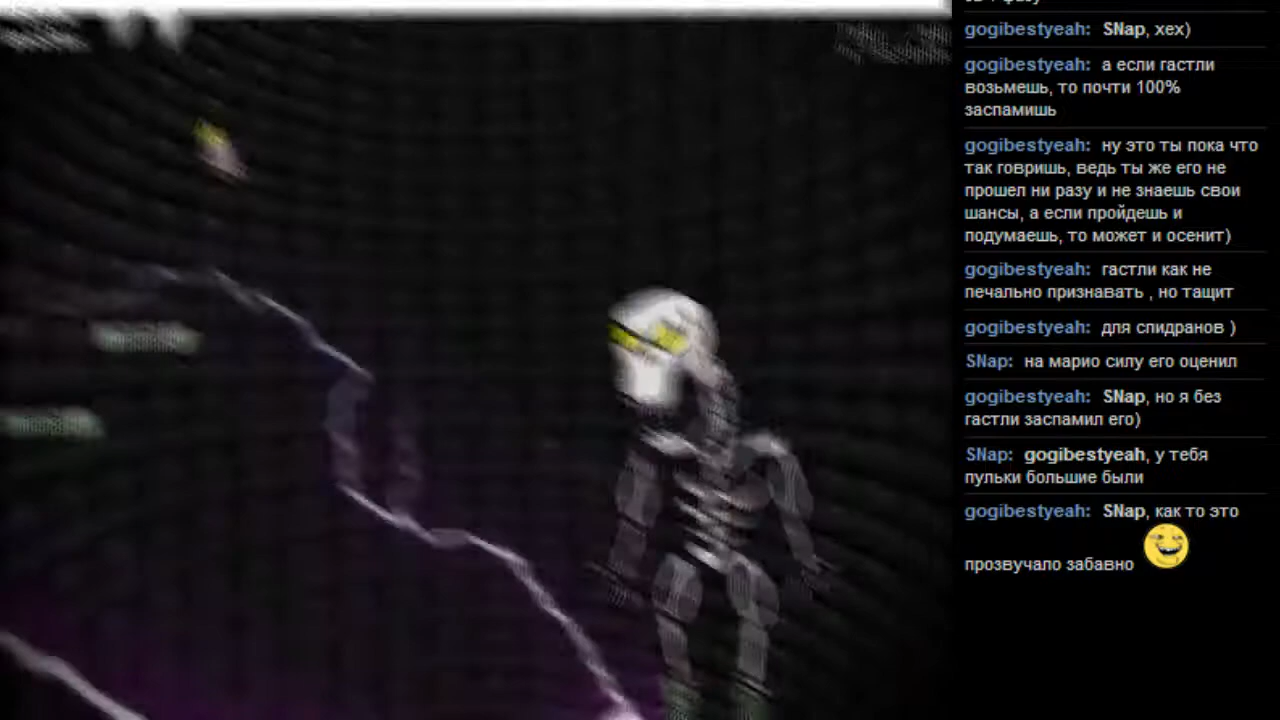 gogibestyeah: SNap, хех)
gogibestyeah: а если гастли
возьмешь, то почти 100%
заспамишь
gogibestyeah: ну это ты пока что
так говришь, ведь ты же его не
прошел ни разу и не знаешь свои
шансы, а если пройдешь и
подумаешь, то может и осенит)
gogibestyeah: гастли как не
печально признавать , но тащит
gogibestyeah: для спидранов )
SNap: на марио силу его оценил
gogibestyeah: SNap, но я без
гастли заспамил его)
SNap: gogibestyeah, у тебя
пульки большие были
gogibestyeah: SNap, как то это
прозвучало забавно